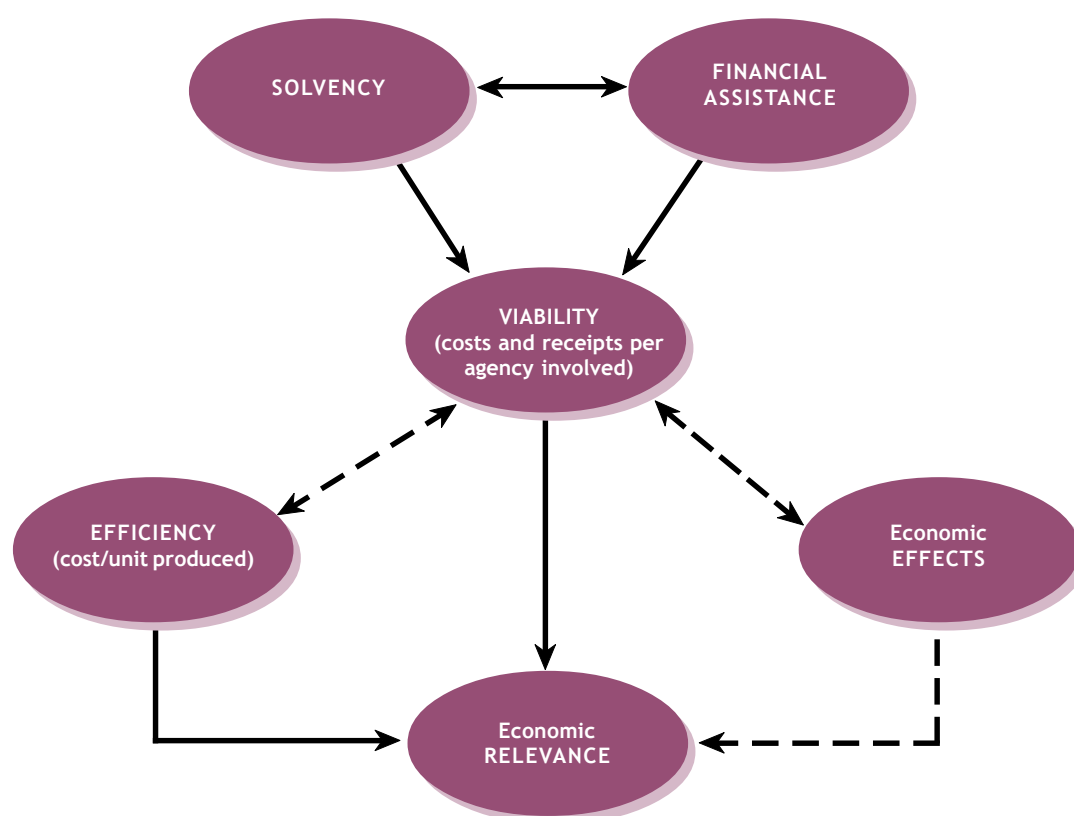 SOLVENCY
FINANCIAL
ASSISTANCE
VIABILITY
(costs and receipts per
agency involved)
EFFICIENCY
(cost/unit produced)
Economic
EFFECTS
Economic
RELEVANCE